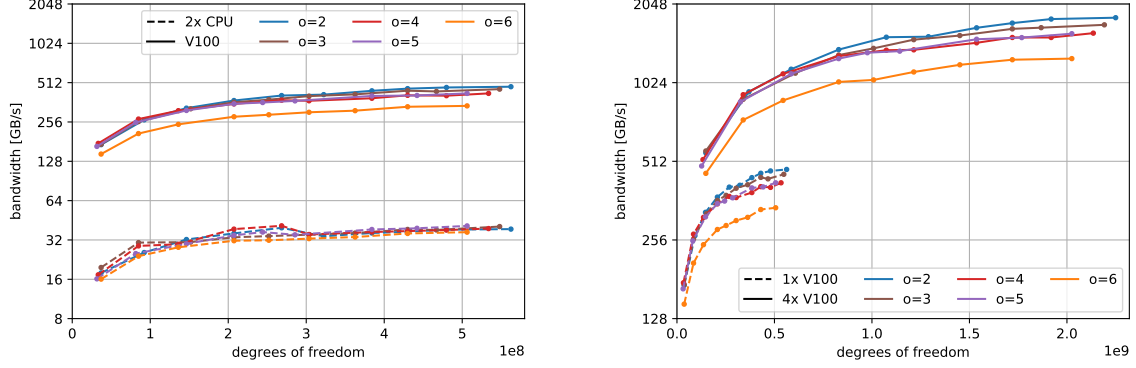 2048
1024
512
256
128
64
32
16
8
bandwidth [GB/s]
2x CPU
V100
o=2
o=3
o=4
o=5
o=6
0
1
2
3
4
5
1e8
degrees of freedom
2048
1024
512
256
128
bandwidth [GB/s]
1x V100
4x V100
o=2
o=3
o=4
o=5
o=6
0.0
0.5
1.0
1.5
2.0
1e9
degrees of freedom